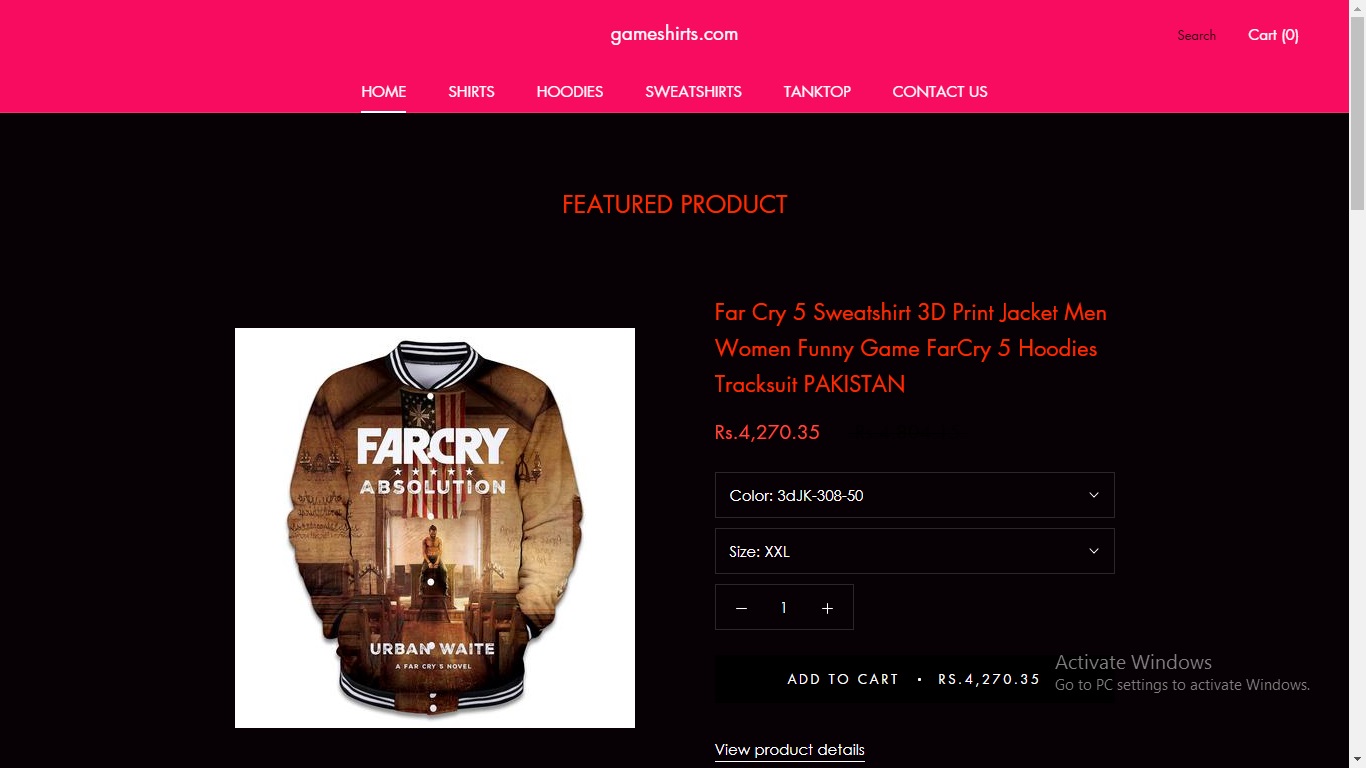 gameshirts.com
Search
Cart (0)
HOME SHIRTS HOODIES SWEATSHIRTS TANKTOP CONTACT US
FEATURED PRODUCT
Far Cry 5 Sweatshirt 3D Print Jacket Men
Women Funny Game FarCry 5 Hoodies
Tracksuit PAKISTAN
Rs.4,270.35
FARCRY
ABSOLUTION
URBAN WAITE
A FAR CRY 5 NOVEL
Color: 3dJK-308-50
Size: XXL
1
ADD TO CART • RS.4,270.35
Activate Windows
Go to PC settings to activate Windows.
View product details